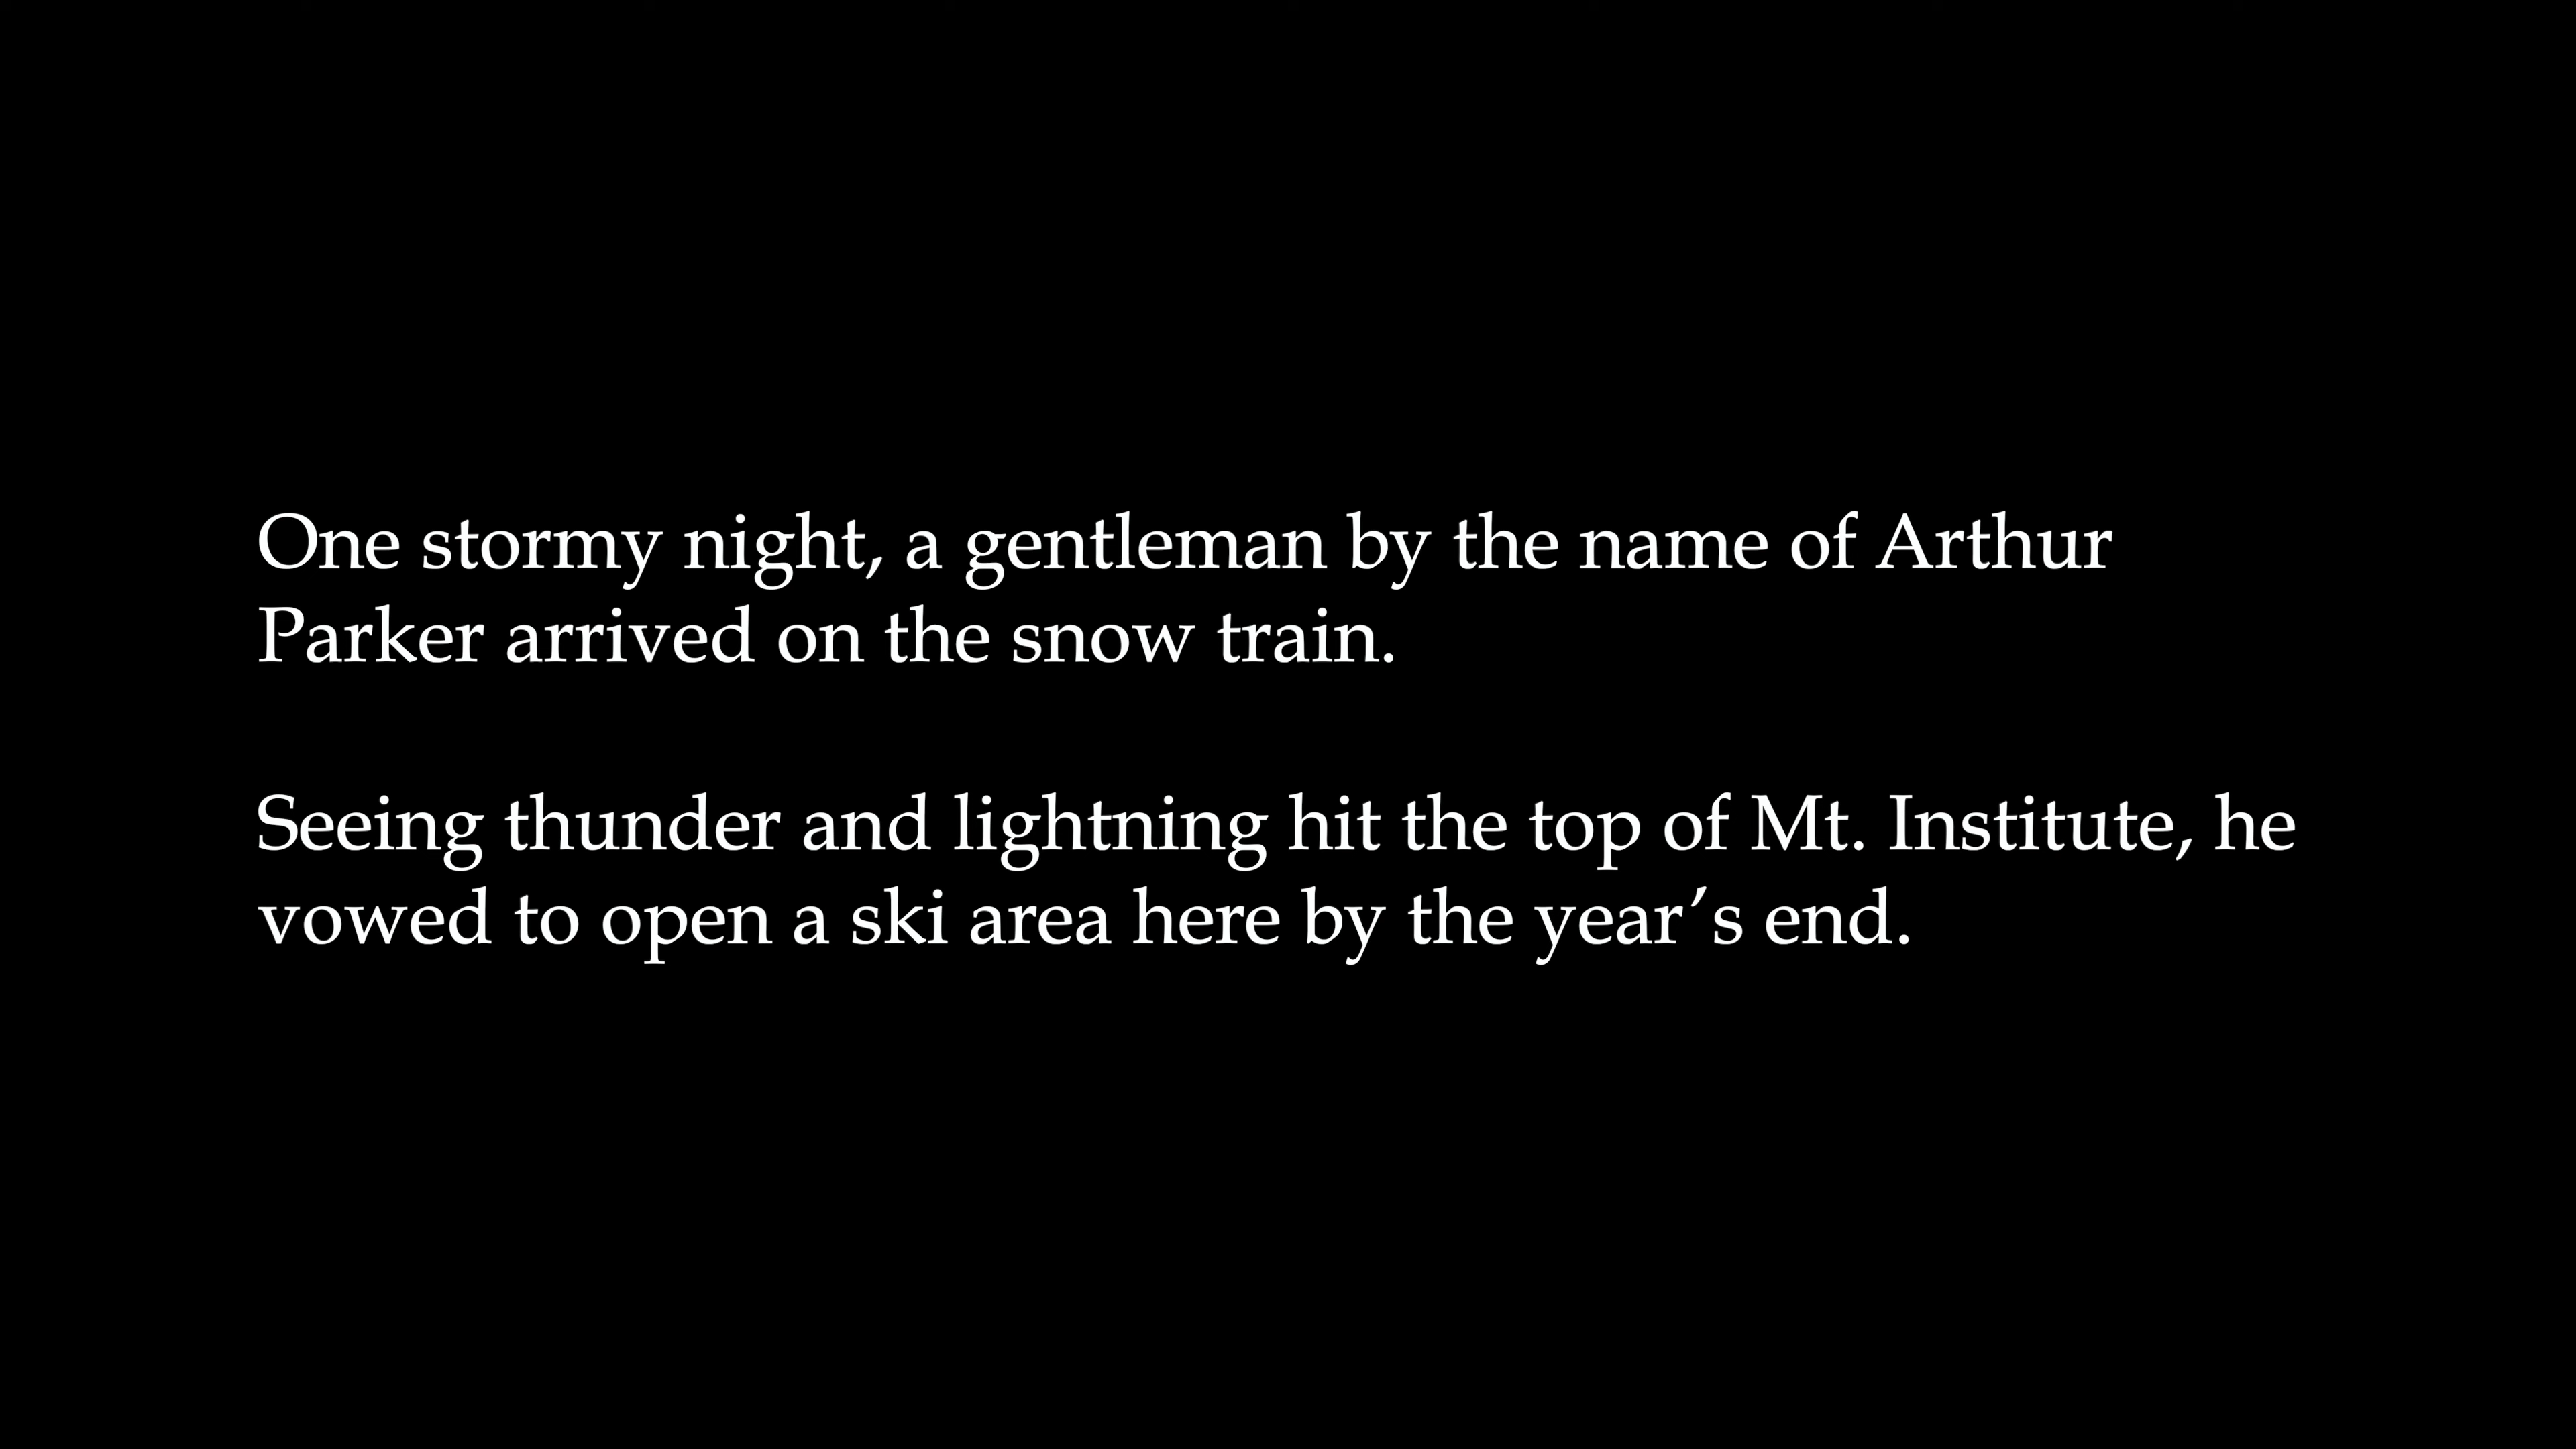 One stormy night, a gentleman by the name of Arthur
Parker arrived on the snow train.
Seeing thunder and lightning hit the top of Mt. Institute, he
vowed to open a ski area here by the year’s end.